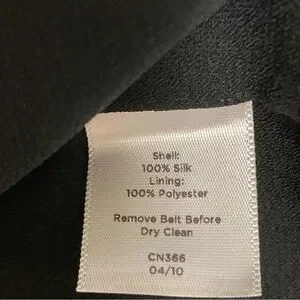 Shell:
100% Silk
Lining:
100% Polyester
Remove Belt Before
Dry Clean
CN366
04/10